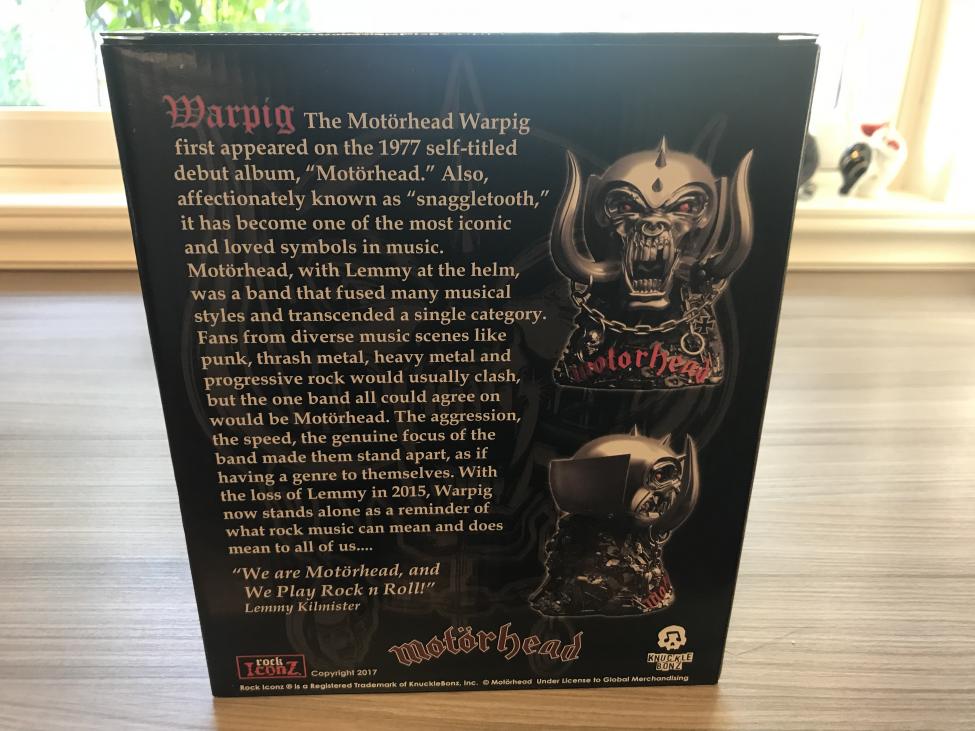 Warpig The Motörhead Warpig
first appeared on the 1977 self-titled
debut album, “Motörhead.” Also,
affectionately known as “snaggletooth,”
it has become one of the most iconic
and loved symbols in music.
Motörhead, with Lemmy at the helm,
was a band that fused many musical
styles and transcended a single category.
Fans from diverse music scenes like
punk, thrash metal, heavy metal and
progressive rock would usually clash,
but the one band all could agree on
would be Motörhead. The aggression,
the speed, the genuine focus of the
band made them stand apart, as if
having a genre to themselves. With
the loss of Lemmy in 2015, Warpig
now stands alone as a reminder of
what rock music can mean and does
mean to all of us....
“We are Motörhead, and
We Play Rock n Roll!”
Lemmy Kilmister
motörhead
motörhead
rock
IconZ
Copyright 2017
KNUCKLE
BONZ
Rock Iconz ® is a Registered Trademark of KnuckleBonz, Inc. © Motörhead Under License to Global Merchandising